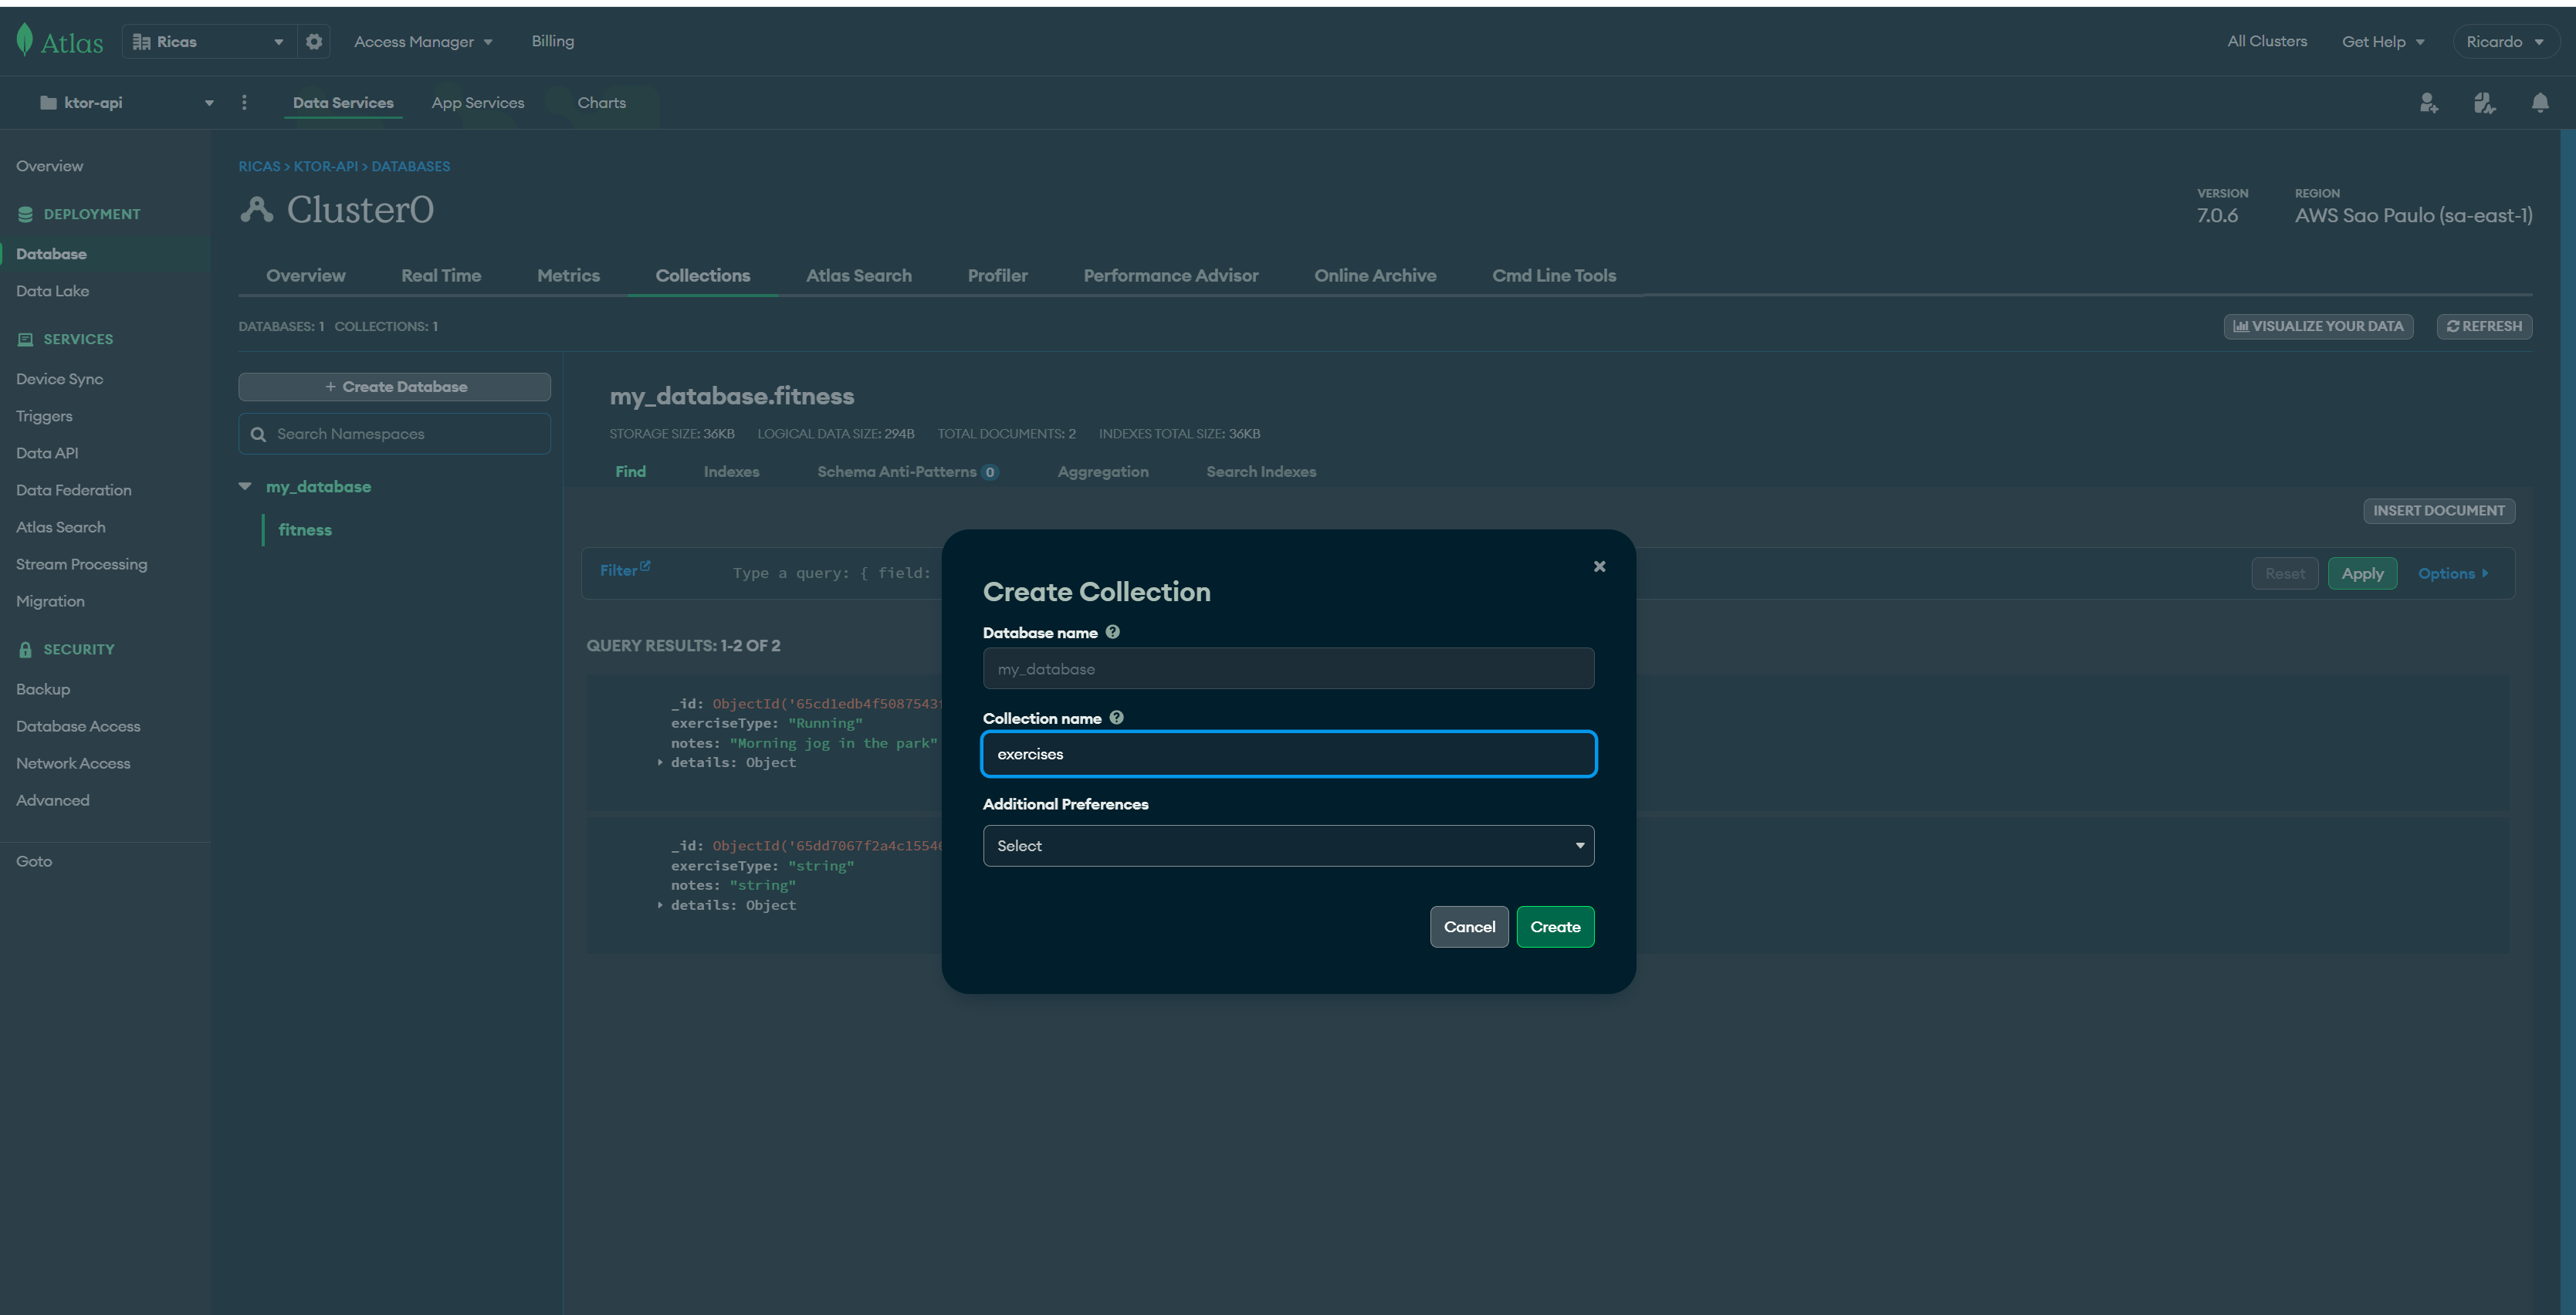 Atlas
Ricas
Access Manager
Billing
All Clusters
Get Help
Ricardo
ktor-api
Data Services
App Services
Charts
Overview
DEPLOYMENT
Database
Data Lake
SERVICES
Device Sync
Triggers
Data API
Data Federation
Atlas Search
Stream Processing
Migration
SECURITY
Backup
Database Access
Network Access
Advanced
Goto
RICAS > KTOR-API > DATABASES
Cluster0
VERSION
7.0.6
REGION
AWS Sao Paulo (sa-east-1)
Overview
Real Time
Metrics
Collections
Atlas Search
Profiler
Performance Advisor
Online Archive
Cmd Line Tools
DATABASES: 1 COLLECTIONS: 1
VISUALIZE YOUR DATA
REFRESH
+ Create Database
Search Namespaces
my_database
fitness
my_database.fitness
STORAGE SIZE: 36KB LOGICAL DATA SIZE: 294B TOTAL DOCUMENTS: 2 INDEXES TOTAL SIZE: 36KB
Find
Indexes
Schema Anti-Patterns 0
Aggregation
Search Indexes
INSERT DOCUMENT
Filter
Type a query: { field:
Reset
Apply
Options
QUERY RESULTS: 1-2 OF 2
_id: ObjectId('65cd1edb4f5087543
exerciseType: "Running"
notes: "Morning jog in the park"
details: Object
_id: ObjectId('65dd7067f2a4c1554
exerciseType: "string"
notes: "string"
details: Object
Create Collection
Database name
my_database
Collection name
exercises
Additional Preferences
Select
Cancel
Create